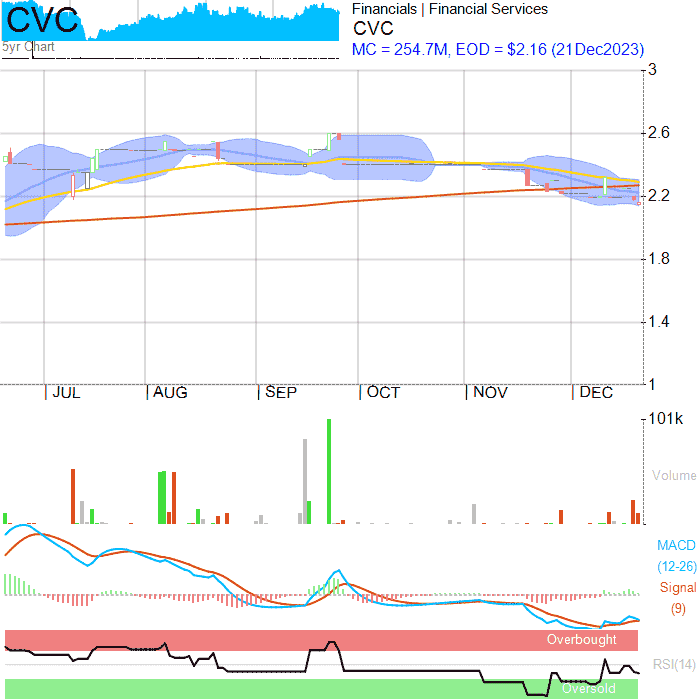 CVC
5yr Chart
Financials | Financial Services
CVC
MC = 254.7M, EOD = $2.16 (21Dec2023)
3
2.6
2.2
1.8
1.4
1
JUL AUG SEP OCT NOV DEC
101k
Volume
MACD
(12-26)
Signal
(9)
Overbought
RSI(14)
Oversold